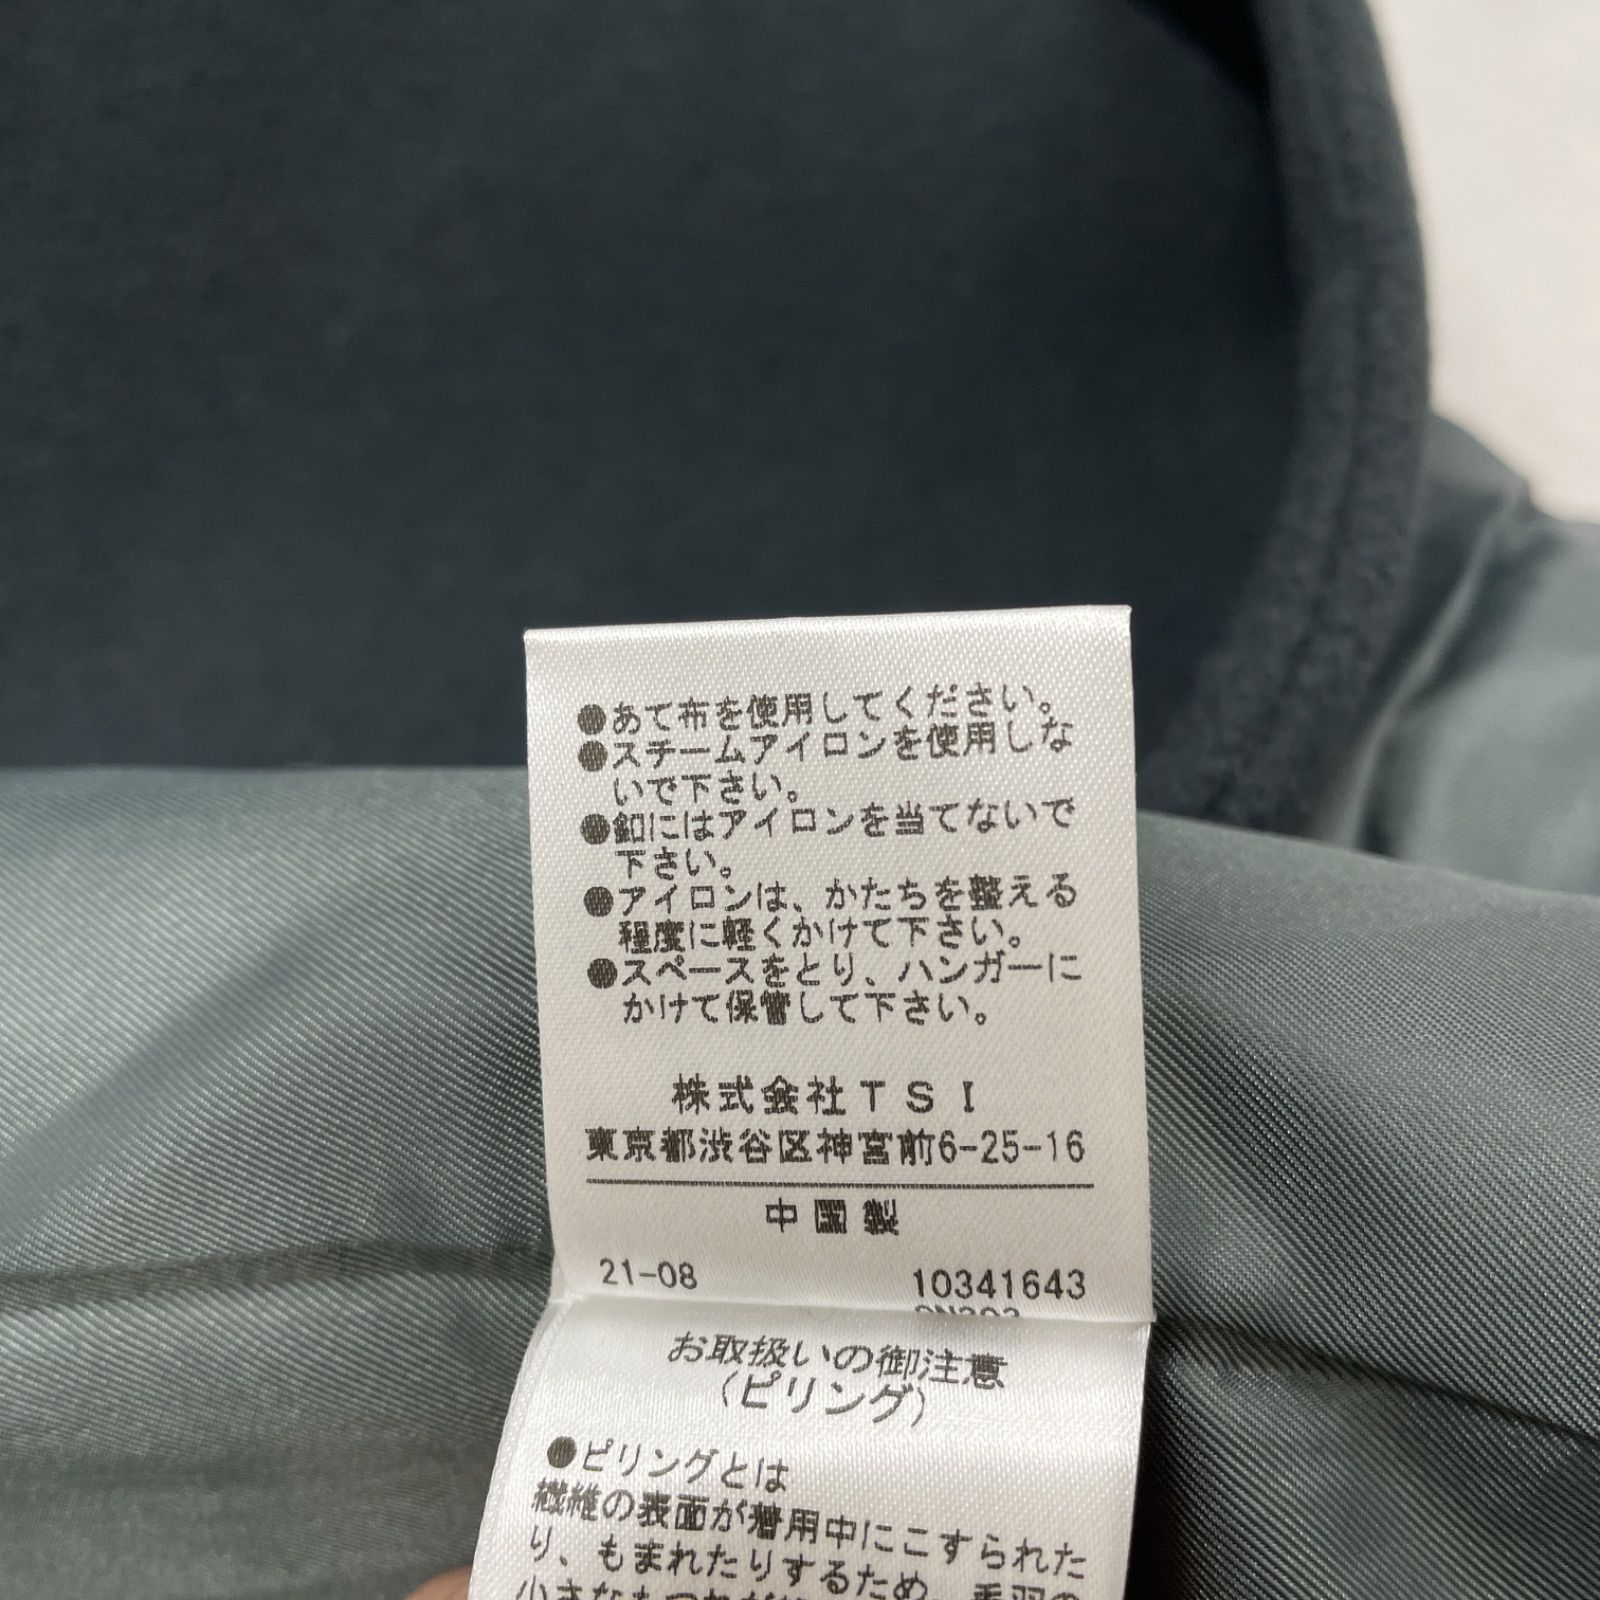 ●あて布を使用してください。
●スチームアイロンを使用しな
いで下さい。
●釦にはアイロンを当てないで
下さい。
●アイロンは、かたちを整える
程度に軽くかけて下さい。
●スペースをとり、ハンガーに
かけて保管して下さい。
株式会社TSI
東京都渋谷区神宮前6-25-16
中国製
21-08 10341643
お取扱いの御注意
(ピリング)
●ピリングとは
繊維の表面が着用中にこすられた
り、もまれたりするため、毛羽の
小さなもつれが